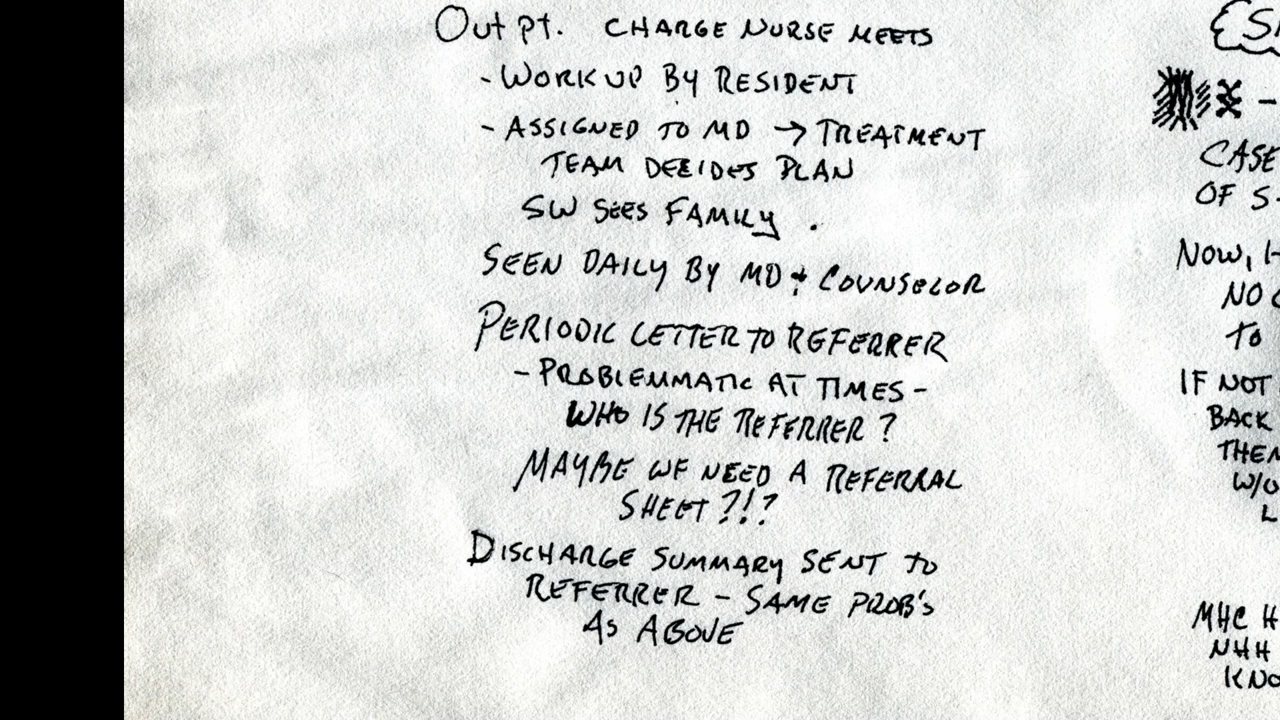 Out pt. CHARGE NURSE MEETS
- WORK UP BY RESIDENT
- ASSIGNED TO MD → TREATMENT
TEAM DECIDES PLAN
SW SEES FAMILY .
SEEN DAILY BY MD & COUNSELOR
PERIODIC LETTER TO REFERRER
- PROBLEMMATIC AT TIMES -
WHO IS THE REFERRER ?
MAYBE WE NEED A REFERRAL
SHEET ?!?
DISCHARGE SUMMARY SENT TO
REFERRER - SAME PROB'S
AS ABOVE
CASE
OF S-
NOW,
NO
TO
IF NOT
BACK
THEN
W/O
L
MHC H
NHH
KNO